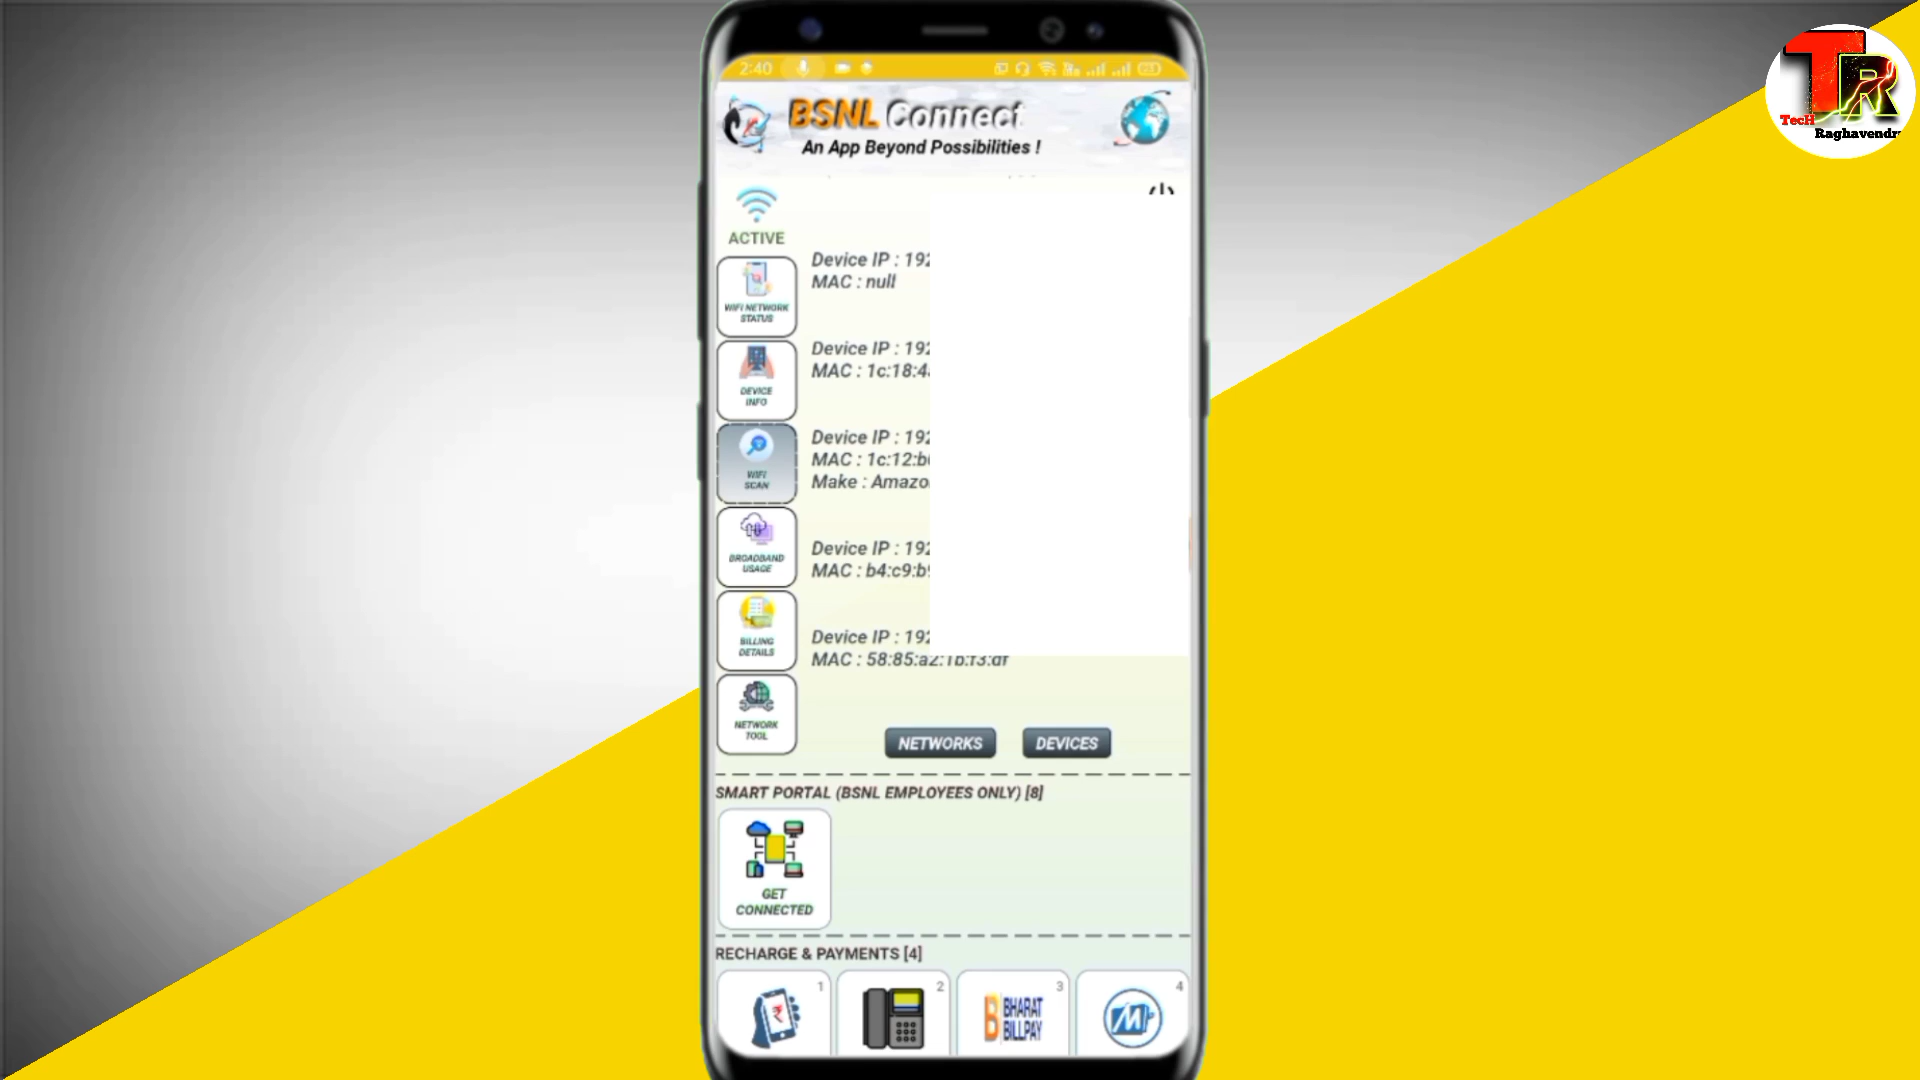 2:40
BSNL Connect
An App Beyond Possibilities !
ACTIVE
WIFI NETWORK
STATUS
DEVICE
INFO
WIFI
SCAN
BROADBAND
USAGE
BILLING
DETAILS
NETWORK
TOOL
Device IP : 192
MAC : null
Device IP : 192
MAC : 1c:18:4
Device IP : 192
MAC : 1c:12:b
Make : Amazo
Device IP : 192
MAC : b4:c9:b9
Device IP : 192
MAC : 58:85:a2:1b:f3:df
NETWORKS
DEVICES
SMART PORTAL (BSNL EMPLOYEES ONLY) [8]
GET
CONNECTED
RECHARGE & PAYMENTS [4]
1
2
3
4
BHARAT
BILLPAY
TR
TecH
Raghavendr